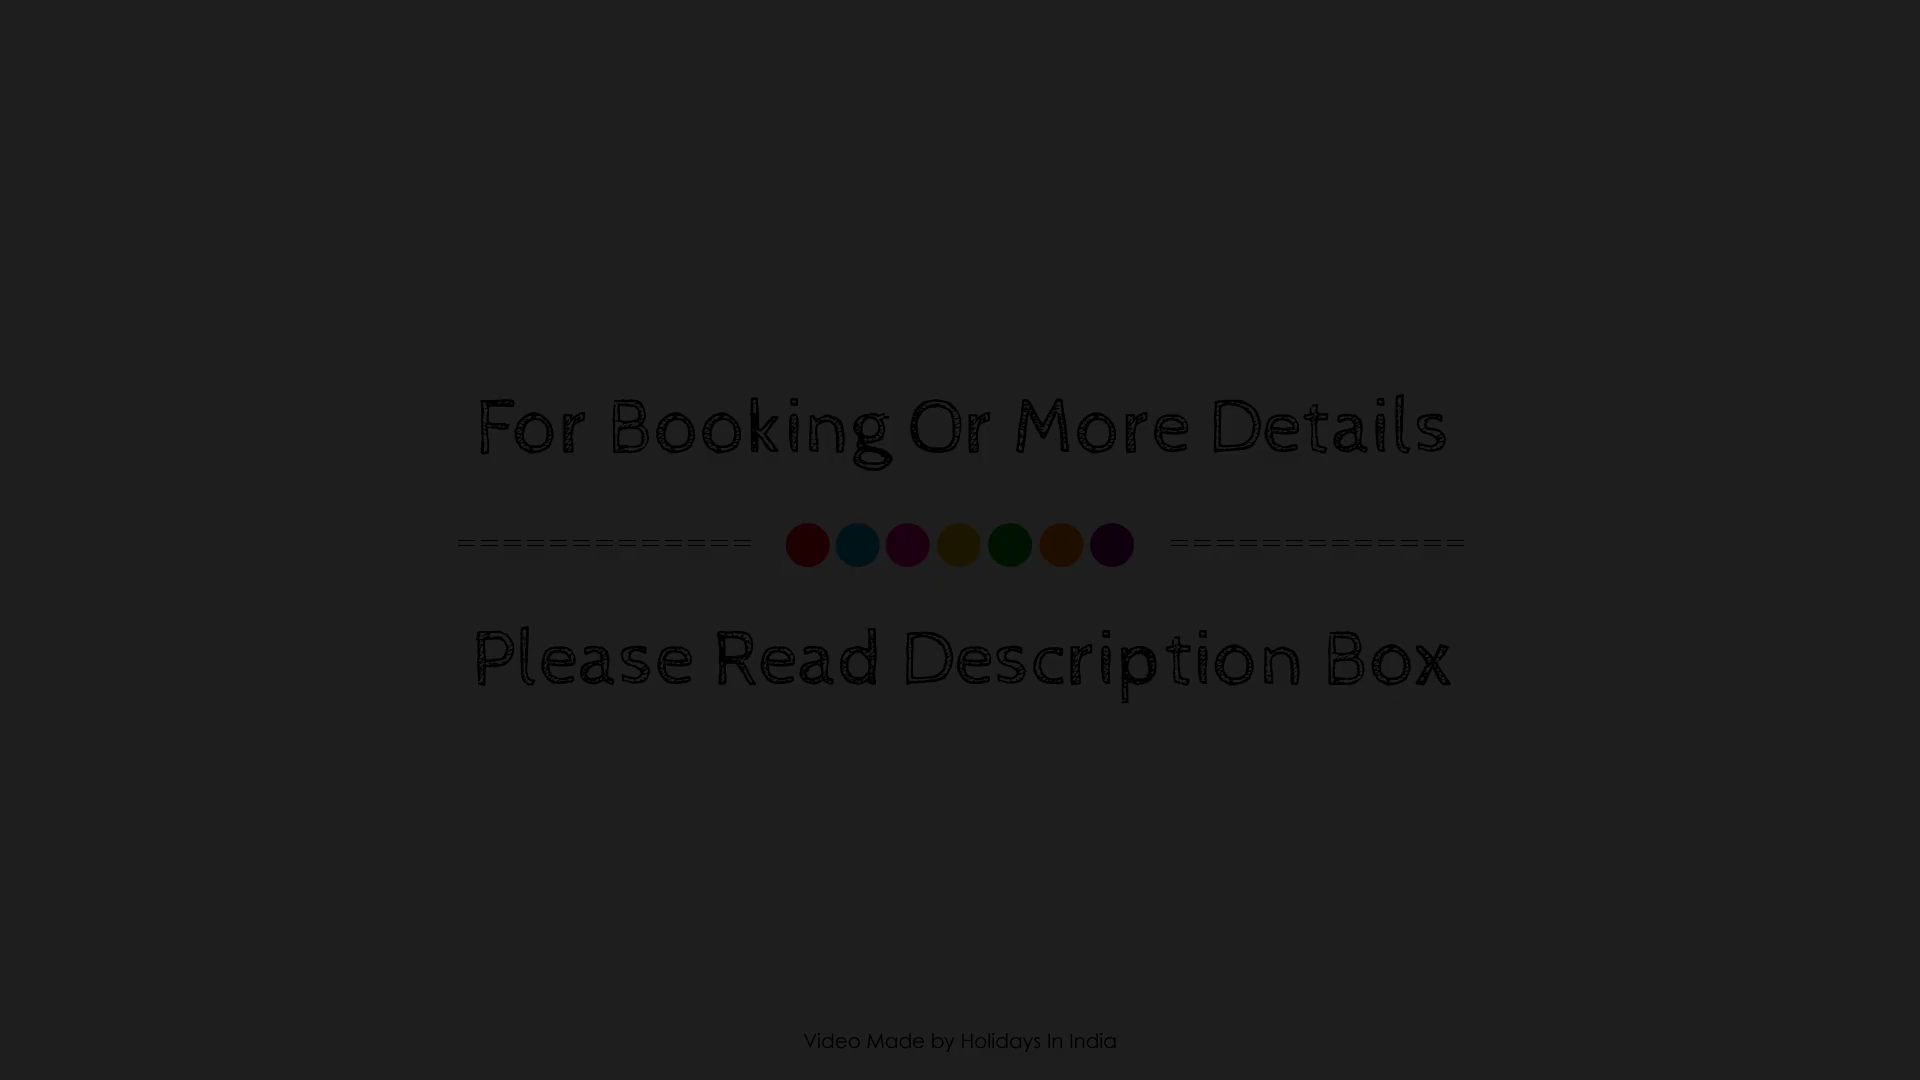 For Booking Or More Details
============= =============
Please Read Description Box
Video Made by Holidays In India